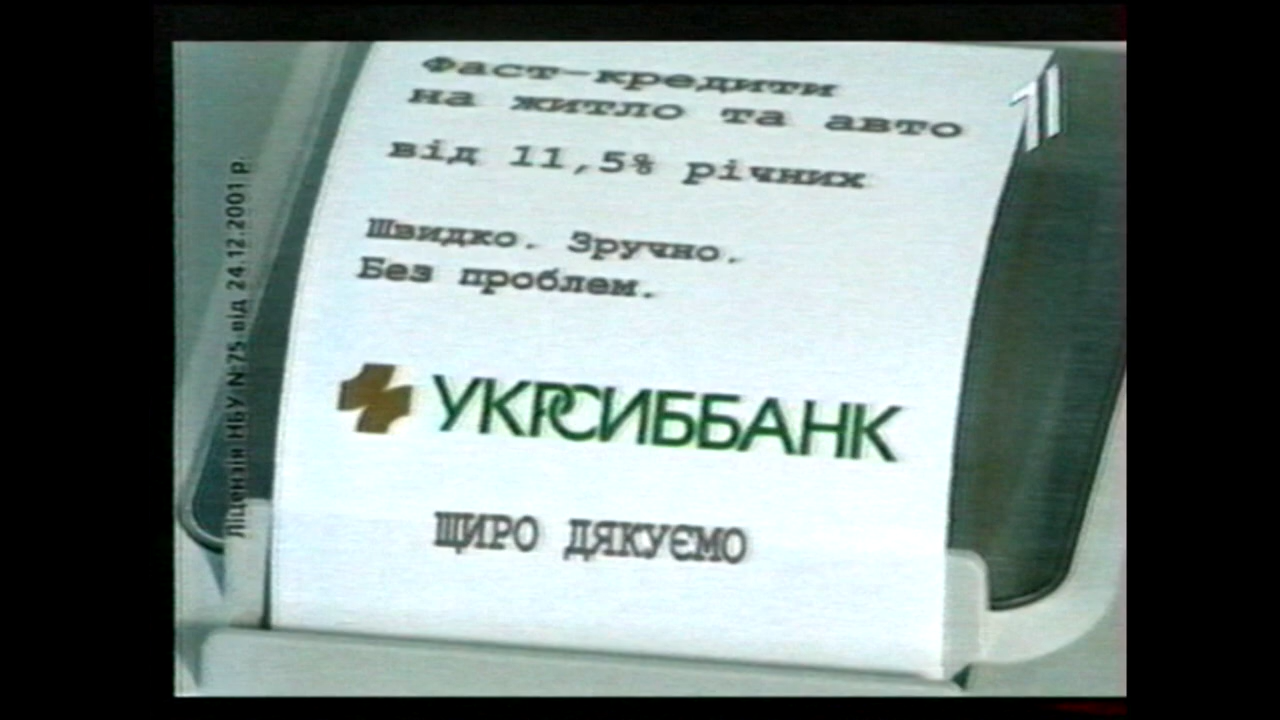 Фаст-кредити
на житло та авто
від 11,5% річних
Швидко. Зручно.
Без проблем.
УКРСИББАНК
ЩИРО ДЯКУЄМО
Ліцензія НБУ №75 від 24.12.2001 р.